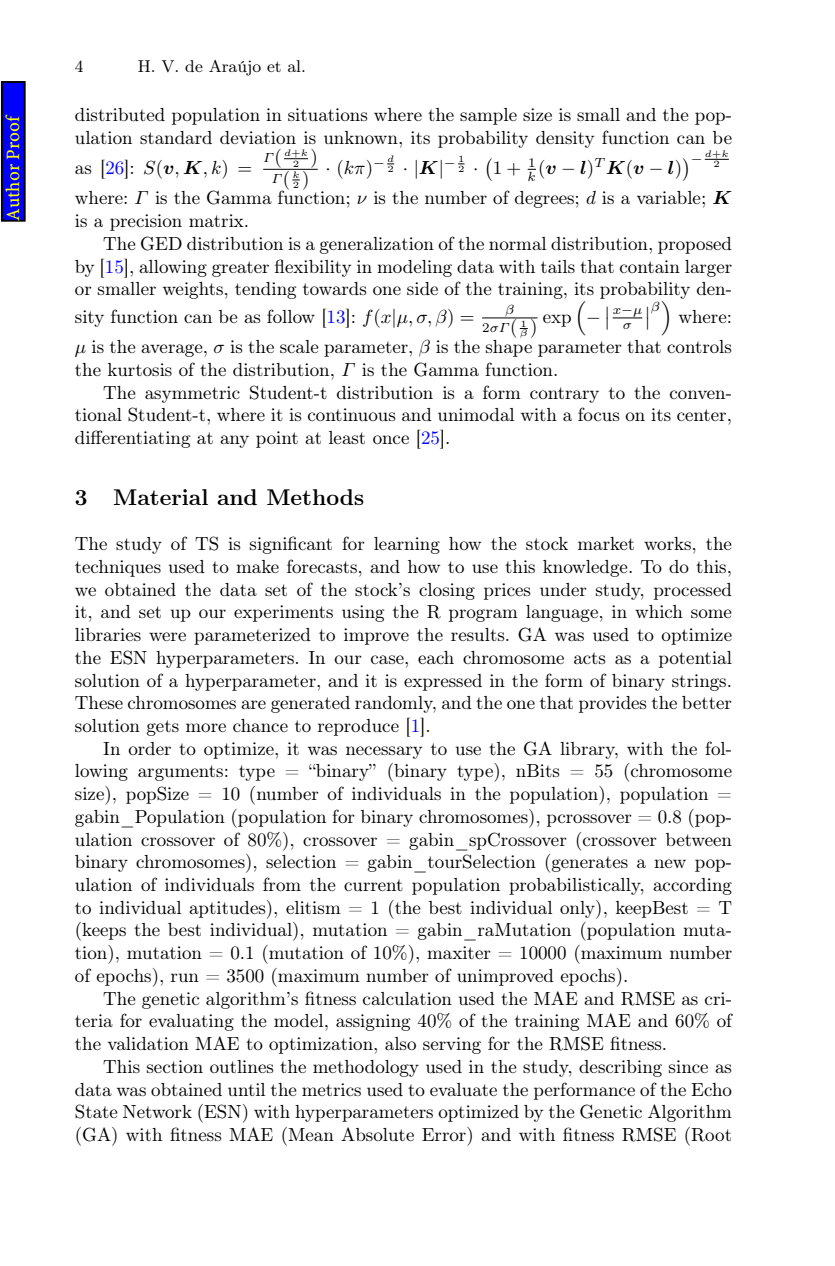 4 H. V. de Araújo et al.
Author Proof
distributed population in situations where the sample size is small and the pop-
ulation standard deviation is unknown, its probability density function can be
as [26]: S(v, K, k) = Γ((d+k)/2) / Γ(k/2) · (kπ)^(−d/2) · |K|^(−1/2) · (1 + 1/k (v − l)^T K(v − l))^(−(d+k)/2)
where: Γ is the Gamma function; ν is the number of degrees; d is a variable; K
is a precision matrix.
The GED distribution is a generalization of the normal distribution, proposed
by [15], allowing greater flexibility in modeling data with tails that contain larger
or smaller weights, tending towards one side of the training, its probability den-
sity function can be as follow [13]: f(x|μ, σ, β) = β / (2σΓ(1/β)) exp (− |(x−μ)/σ|^β) where:
μ is the average, σ is the scale parameter, β is the shape parameter that controls
the kurtosis of the distribution, Γ is the Gamma function.
The asymmetric Student-t distribution is a form contrary to the conven-
tional Student-t, where it is continuous and unimodal with a focus on its center,
differentiating at any point at least once [25].
3 Material and Methods
The study of TS is significant for learning how the stock market works, the
techniques used to make forecasts, and how to use this knowledge. To do this,
we obtained the data set of the stock's closing prices under study, processed
it, and set up our experiments using the R program language, in which some
libraries were parameterized to improve the results. GA was used to optimize
the ESN hyperparameters. In our case, each chromosome acts as a potential
solution of a hyperparameter, and it is expressed in the form of binary strings.
These chromosomes are generated randomly, and the one that provides the better
solution gets more chance to reproduce [1].
In order to optimize, it was necessary to use the GA library, with the fol-
lowing arguments: type = “binary” (binary type), nBits = 55 (chromosome
size), popSize = 10 (number of individuals in the population), population =
gabin_Population (population for binary chromosomes), pcrossover = 0.8 (pop-
ulation crossover of 80%), crossover = gabin_spCrossover (crossover between
binary chromosomes), selection = gabin_tourSelection (generates a new pop-
ulation of individuals from the current population probabilistically, according
to individual aptitudes), elitism = 1 (the best individual only), keepBest = T
(keeps the best individual), mutation = gabin_raMutation (population muta-
tion), mutation = 0.1 (mutation of 10%), maxiter = 10000 (maximum number
of epochs), run = 3500 (maximum number of unimproved epochs).
The genetic algorithm's fitness calculation used the MAE and RMSE as cri-
teria for evaluating the model, assigning 40% of the training MAE and 60% of
the validation MAE to optimization, also serving for the RMSE fitness.
This section outlines the methodology used in the study, describing since as
data was obtained until the metrics used to evaluate the performance of the Echo
State Network (ESN) with hyperparameters optimized by the Genetic Algorithm
(GA) with fitness MAE (Mean Absolute Error) and with fitness RMSE (Root